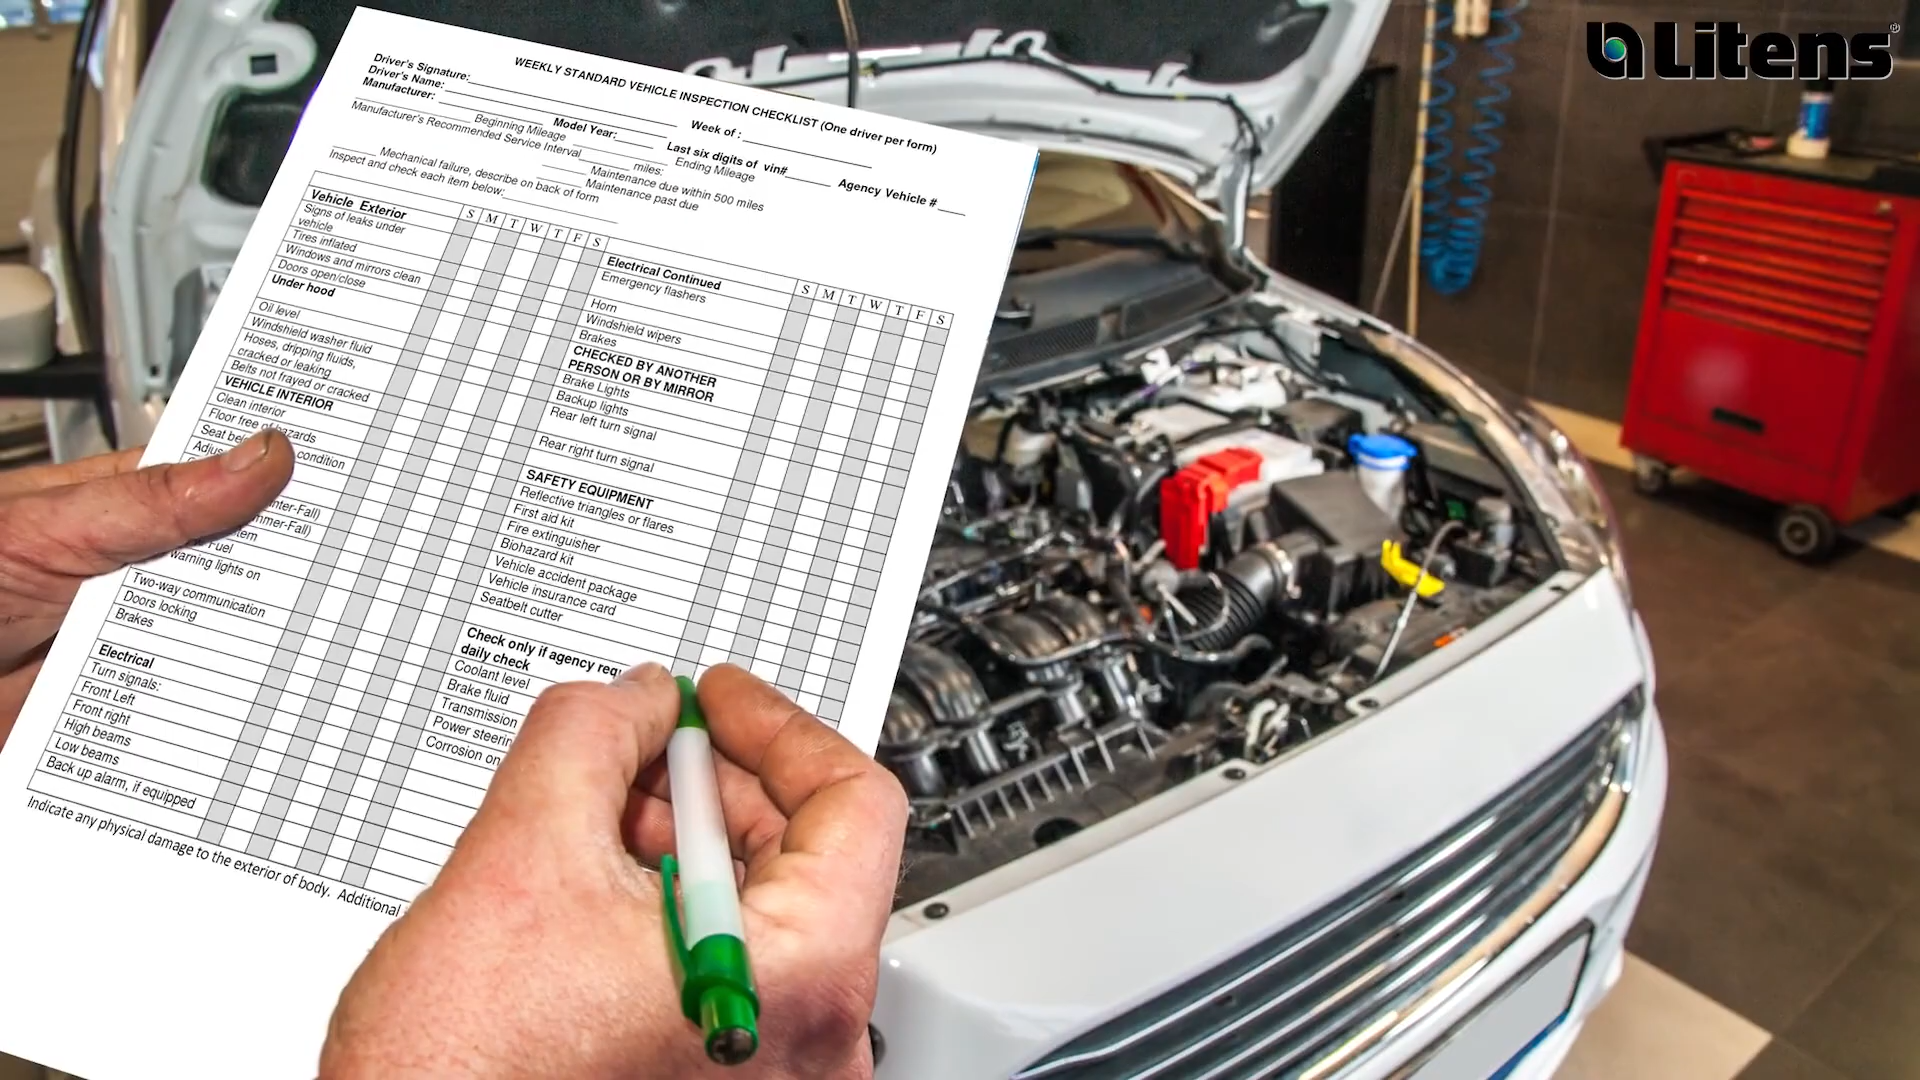 WEEKLY STANDARD VEHICLE INSPECTION CHECKLIST (One driver per form)
Driver's Signature:
Driver's Name: Week of :
Manufacturer: Model Year: Last six digits of vin# Agency Vehicle #
Beginning Mileage Ending Mileage
Manufacturer's Recommended Service Interval miles:
Maintenance due within 500 miles
Mechanical failure, describe on back of form Maintenance past due
Inspect and check each item below:
Vehicle Exterior S M T W T F S
Signs of leaks under
vehicle
Tires inflated
Windows and mirrors clean
Doors open/close
Under hood
Oil level
Windshield washer fluid
Hoses, dripping fluids,
cracked or leaking
Belts not frayed or cracked
VEHICLE INTERIOR
Clean interior
Floor free of hazards
Seat condition
nter-Fall)
mmer-Fall)
Fuel
warning lights on
Two-way communication
Doors locking
Brakes
Electrical
Turn signals:
Front Left
Front right
High beams
Low beams
Back up alarm, if equipped
Electrical Continued S M T W T F S
Emergency flashers
Horn
Windshield wipers
Brakes
CHECKED BY ANOTHER
PERSON OR BY MIRROR
Brake Lights
Backup lights
Rear left turn signal
Rear right turn signal
SAFETY EQUIPMENT
Reflective triangles or flares
First aid kit
Fire extinguisher
Biohazard kit
Vehicle accident package
Vehicle insurance card
Seatbelt cutter
Check only if agency requ
daily check
Coolant level
Brake fluid
Transmission
Power steerin
Corrosion on
Indicate any physical damage to the exterior of body. Additional
Litens®